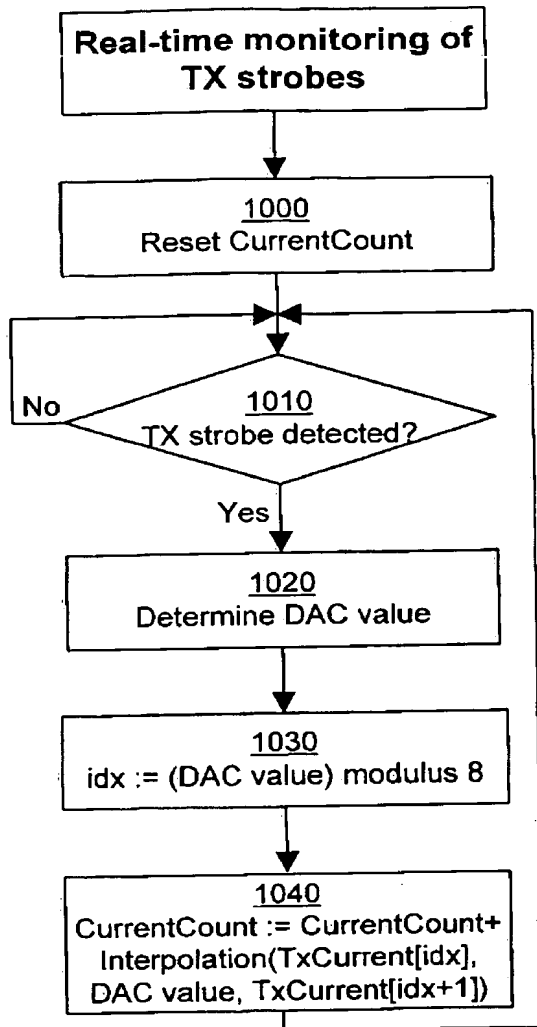 Real-time monitoring of
TX strobes
1000
Reset CurrentCount
No
1010
TX strobe detected?
Yes
1020
Determine DAC value
1030
idx := (DAC value) modulus 8
1040
CurrentCount := CurrentCount+
Interpolation(TxCurrent[idx],
DAC value, TxCurrent[idx+1])